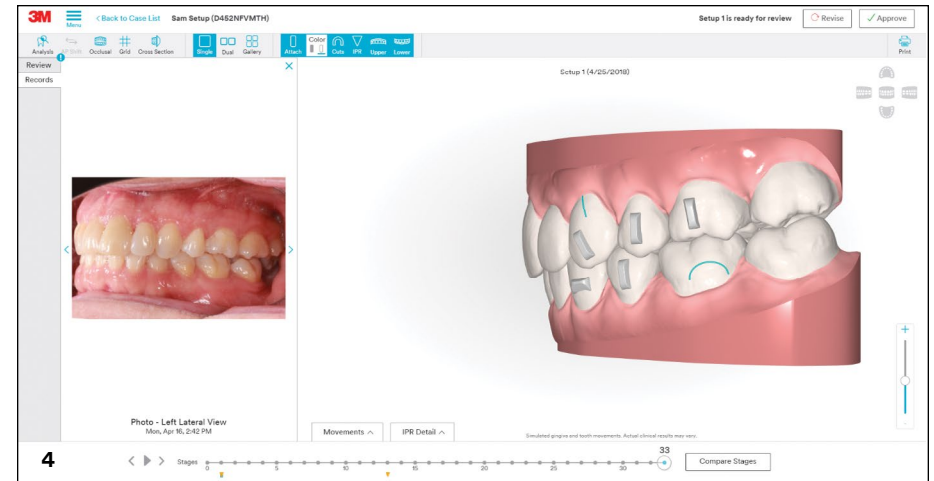 3M
Menu
< Back to Case List Sam Setup (D452NFVMTH)
Setup 1 is ready for review
Revise
Approve
Analysis
Occlusal
Grid
Cross Section
Single
Dual
Gallery
Attach
Color
Cuts
IPR
Upper
Lower
Print
Review
Records
Setup 1 (4/25/2018)
Photo - Left Lateral View
Mon, Apr 16, 2:42 PM
Movements
IPR Detail
Simulated gingiva and tooth movements. Actual clinical results may vary.
4
Stages
0 5 10 15 20 25 30 33
Compare Stages